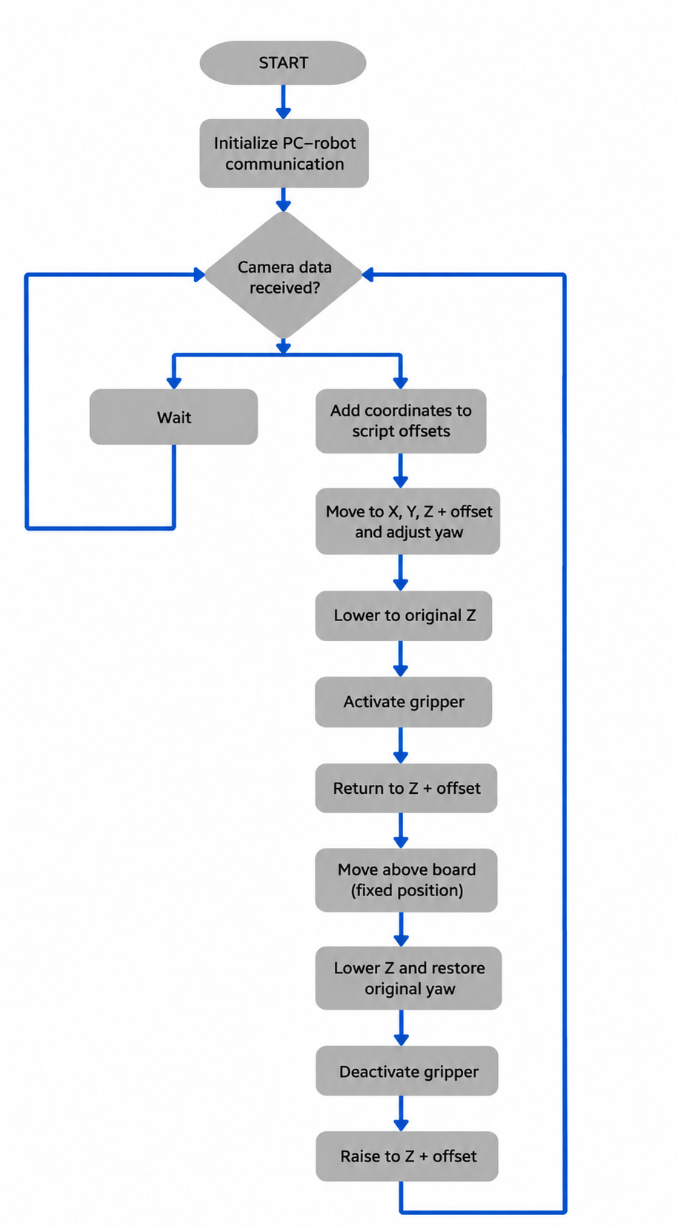 START
Initialize PC–robot
communication
Camera data
received?
Wait
Add coordinates to
script offsets
Move to X, Y, Z + offset
and adjust yaw
Lower to original Z
Activate gripper
Return to Z + offset
Move above board
(fixed position)
Lower Z and restore
original yaw
Deactivate gripper
Raise to Z + offset